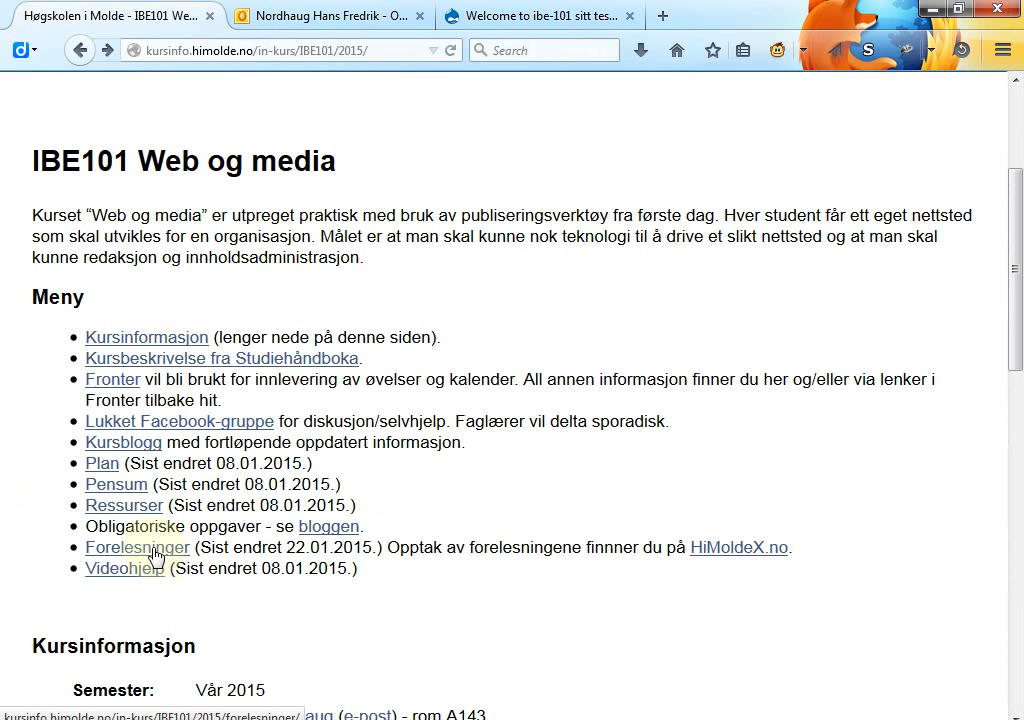 Høgskolen i Molde - IBE101 We...
Nordhaug Hans Fredrik - O...
Welcome to ibe-101 sitt tes...
kursinfo.himolde.no/in-kurs/IBE101/2015/
Search
IBE101 Web og media
Kurset “Web og media” er utpreget praktisk med bruk av publiseringsverktøy fra første dag. Hver student får ett eget nettsted
som skal utvikles for en organisasjon. Målet er at man skal kunne nok teknologi til å drive et slikt nettsted og at man skal
kunne redaksjon og innholdsadministrasjon.
Meny
Kursinformasjon (lenger nede på denne siden).
Kursbeskrivelse fra Studiehåndboka.
Fronter vil bli brukt for innlevering av øvelser og kalender. All annen informasjon finner du her og/eller via lenker i
Fronter tilbake hit.
Lukket Facebook-gruppe for diskusjon/selvhjelp. Faglærer vil delta sporadisk.
Kursblogg med fortløpende oppdatert informasjon.
Plan (Sist endret 08.01.2015.)
Pensum (Sist endret 08.01.2015.)
Ressurser (Sist endret 08.01.2015.)
Obligatoriske oppgaver - se bloggen.
Forelesninger (Sist endret 22.01.2015.) Opptak av forelesningene finnner du på HiMoldeX.no.
Videohjelp (Sist endret 08.01.2015.)
Kursinformasjon
Semester: Vår 2015
kursinfo.himolde.no/in-kurs/IBE101/2015/forelesninger/
aug (e-post) - rom A143